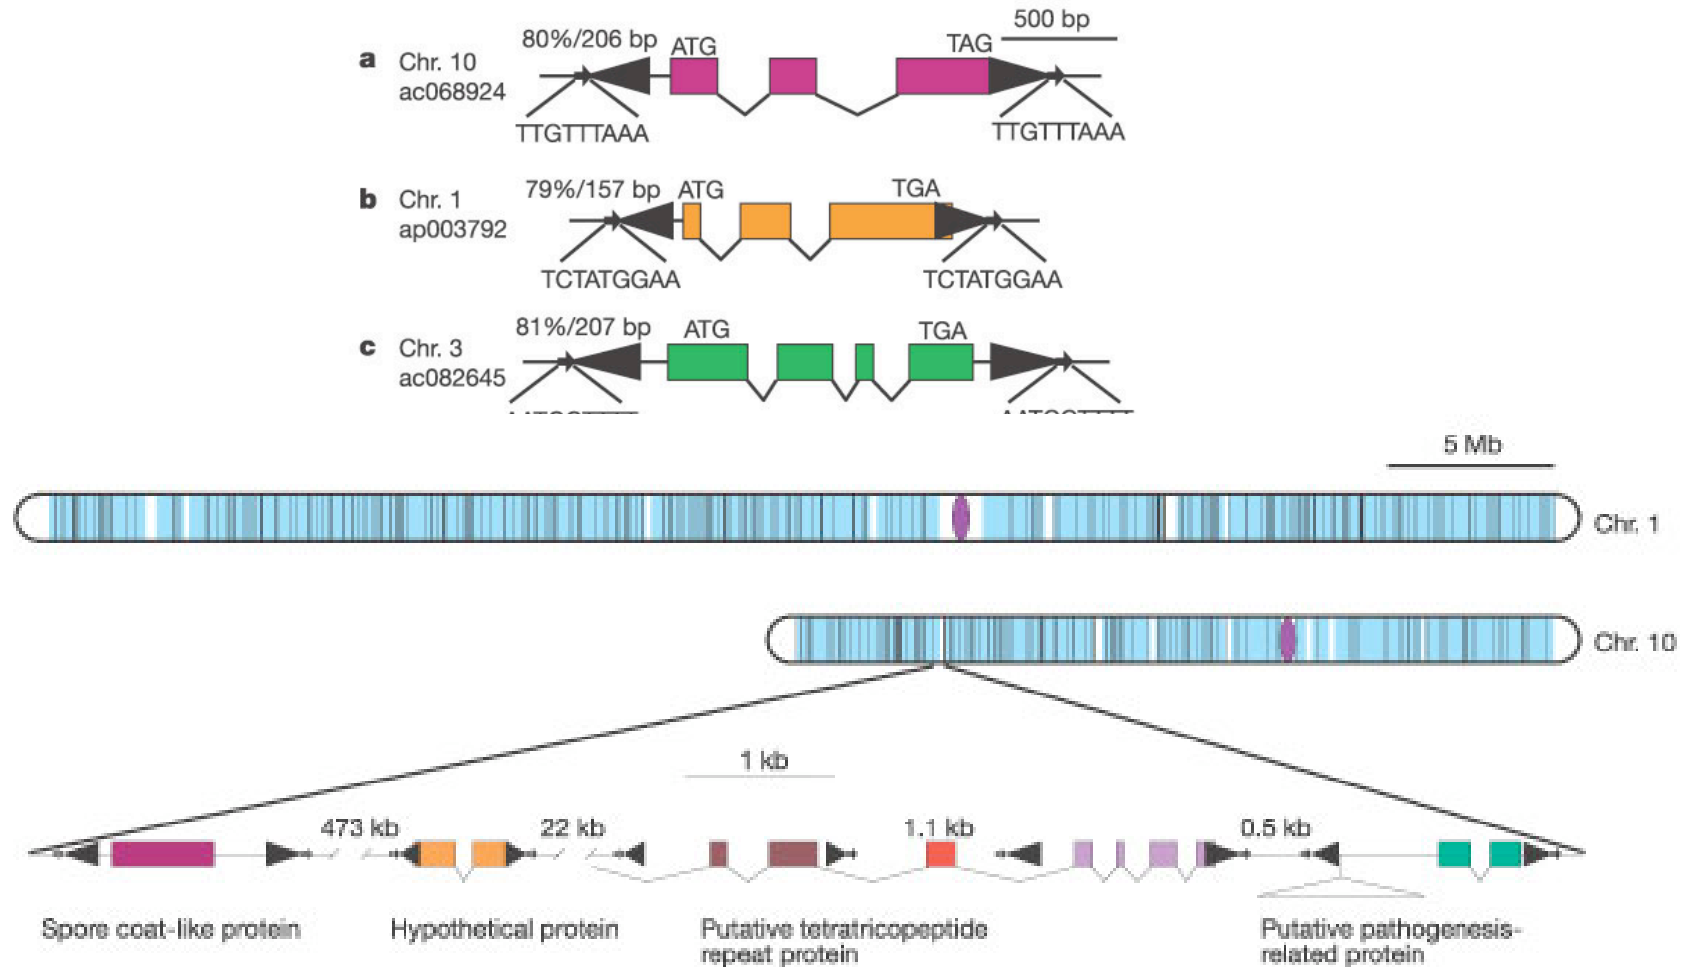 500 bp
80%/206 bp ATG TAG
a Chr. 10
ac068924
TTGTTTAAA TTGTTTAAA
79%/157 bp ATG TGA
b Chr. 1
ap003792
TCTATGGAA TCTATGGAA
81%/207 bp ATG TGA
c Chr. 3
ac082645
5 Mb
Chr. 1
Chr. 10
1 kb
473 kb 22 kb 1.1 kb 0.5 kb
Spore coat-like protein Hypothetical protein Putative tetratricopeptide Putative pathogenesis-
repeat protein related protein